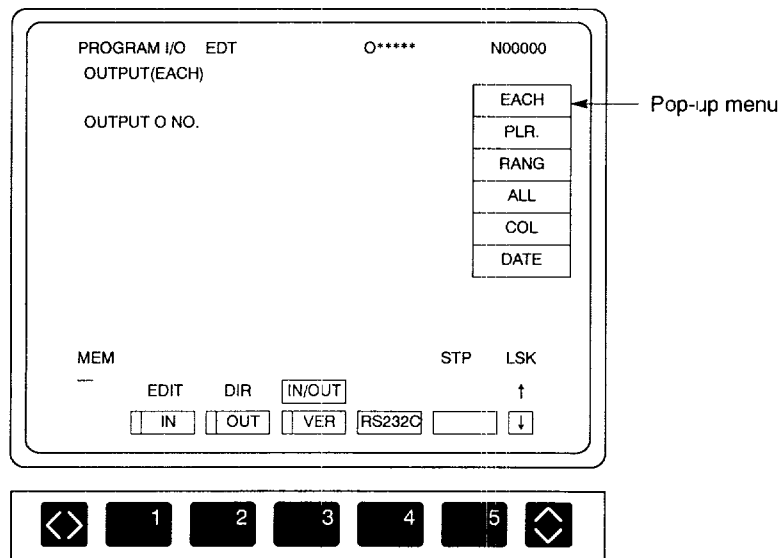 PROGRAM I/O EDT O***** N00000
OUTPUT(EACH)
EACH Pop-up menu
OUTPUT O NO.
PLR.
RANG
ALL
COL
DATE
MEM STP LSK
EDIT DIR IN/OUT ↑
IN OUT VER RS232C ↓
1 2 3 4 5